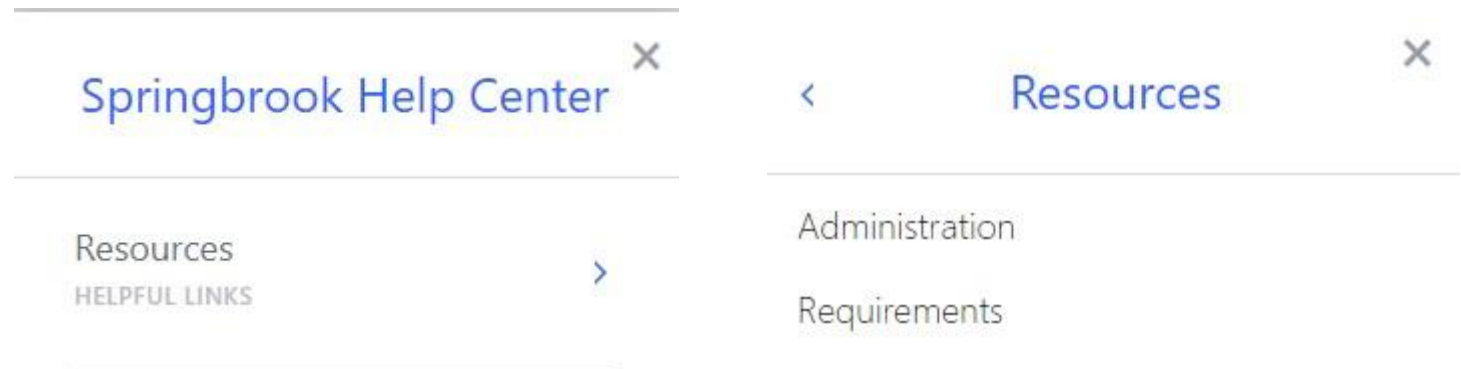 Springbrook Help Center
Resources
HELPFUL LINKS
Resources
Administration
Requirements